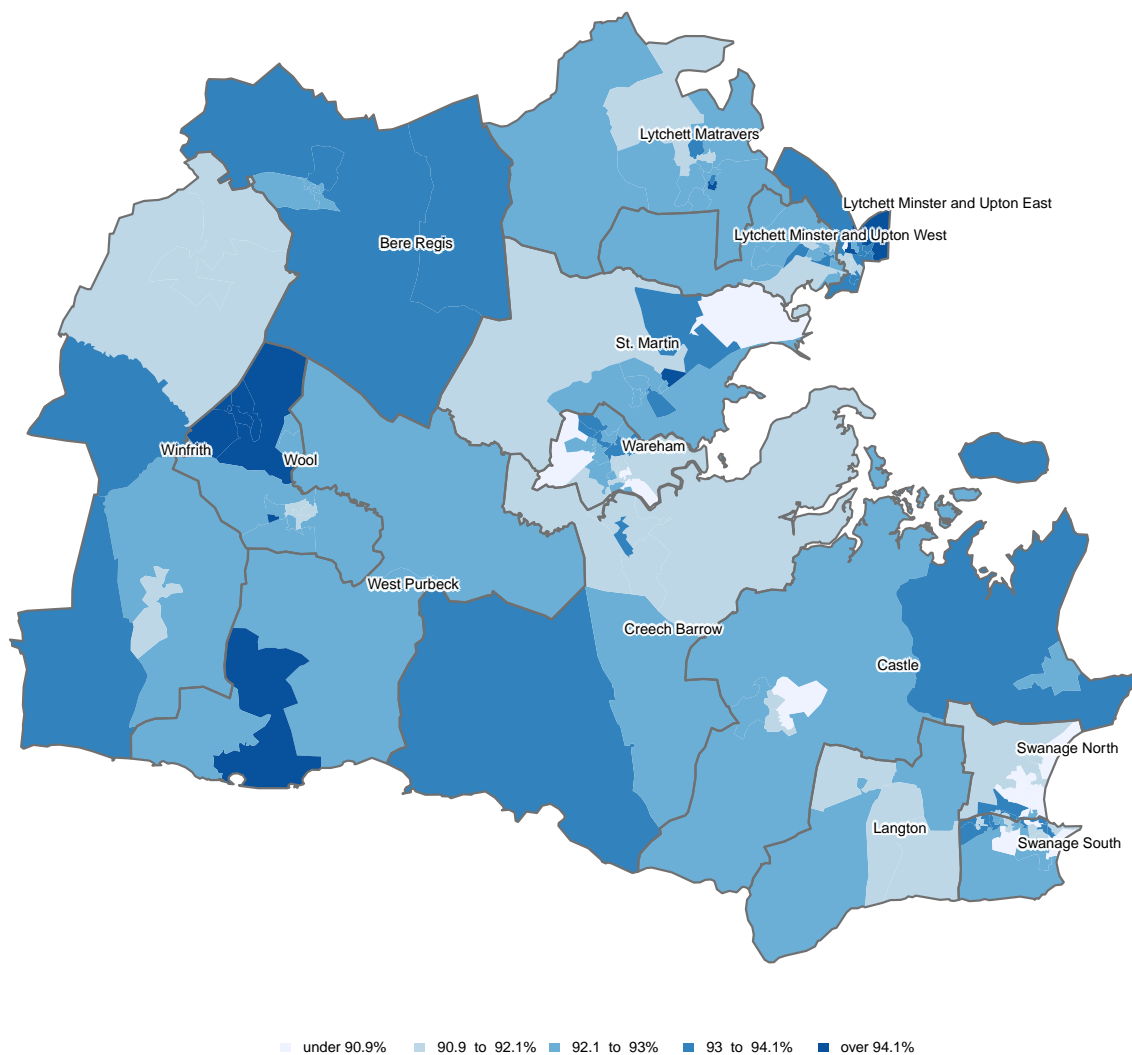 Lytchett Matravers
Lytchett Minster and Upton East
Lytchett Minster and Upton West
Bere Regis
St. Martin
Wareham
Winfrith
Wool
West Purbeck
Creech Barrow
Castle
Swanage North
Langton
Swanage South
under 90.9% 90.9 to 92.1% 92.1 to 93% 93 to 94.1% over 94.1%